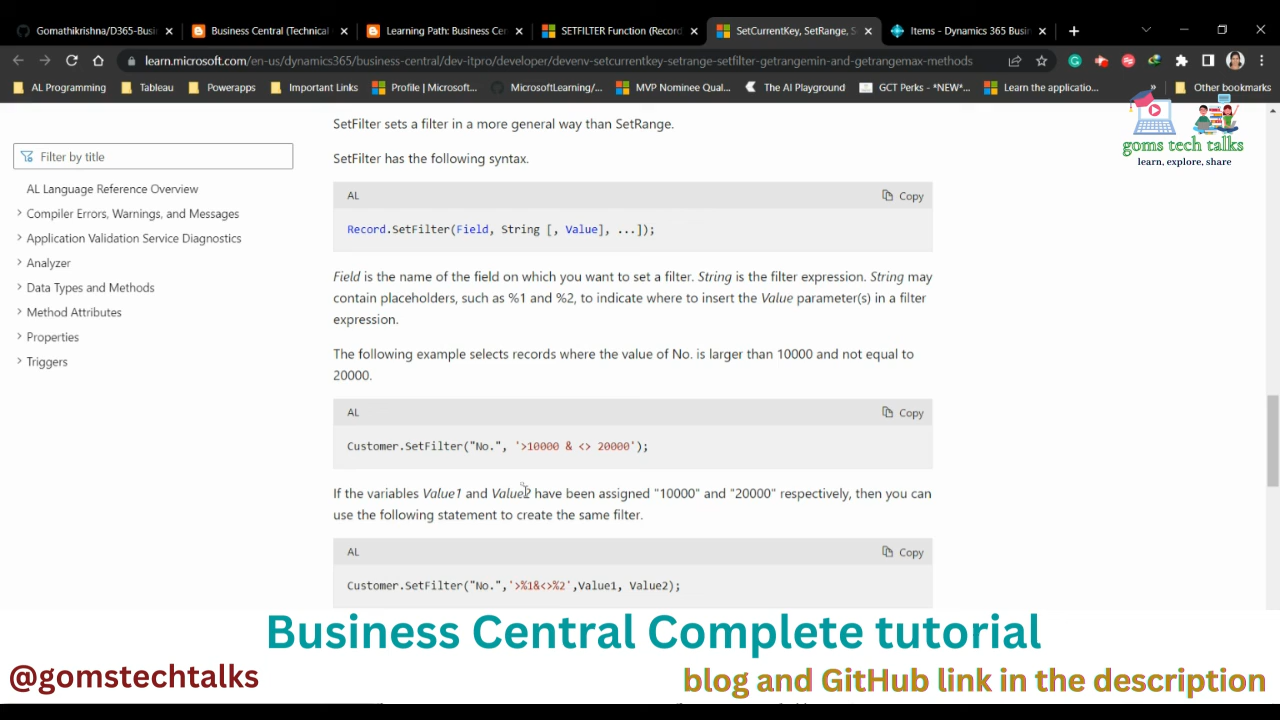 Gomathikrishna/D365-Busi
Business Central (Technical
Learning Path: Business Ce
SETFILTER Function (Record
SetCurrentKey, SetRange, S
Items - Dynamics 365 Busin
learn.microsoft.com/en-us/dynamics365/business-central/dev-itpro/developer/devenv-setcurrentkey-setrange-setfilter-getrangemin-and-getrangemax-methods
AL Programming
Tableau
Powerapps
Important Links
Profile | Microsoft...
MicrosoftLearning/...
MVP Nominee Qual...
The AI Playground
GCT Perks - *NEW*...
Learn the applicatio...
»
Other bookmarks
goms tech talks
learn, explore, share
Filter by title
AL Language Reference Overview
Compiler Errors, Warnings, and Messages
Application Validation Service Diagnostics
Analyzer
Data Types and Methods
Method Attributes
Properties
Triggers
SetFilter sets a filter in a more general way than SetRange.
SetFilter has the following syntax.
AL
Copy
Record.SetFilter(Field, String [, Value], ...]);
Field is the name of the field on which you want to set a filter. String is the filter expression. String may
contain placeholders, such as %1 and %2, to indicate where to insert the Value parameter(s) in a filter
expression.
The following example selects records where the value of No. is larger than 10000 and not equal to
20000.
AL
Copy
Customer.SetFilter("No.", '>10000 & <> 20000');
If the variables Value1 and Value2 have been assigned "10000" and "20000" respectively, then you can
use the following statement to create the same filter.
AL
Copy
Customer.SetFilter("No.",'>%1&<>%2',Value1, Value2);
Business Central Complete tutorial
@gomstechtalks
blog and GitHub link in the description